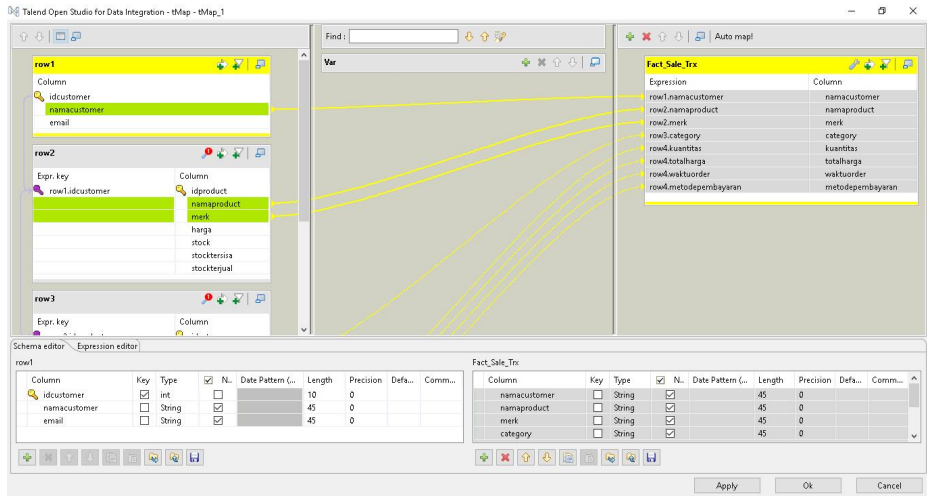 Talend Open Studio for Data Integration - tMap - tMap_1
Find :
Auto map!
row1
Column
idcustomer
namacustomer
email
row2
Expr. key Column
row1.idcustomer idproduct
namaproduct
merk
harga
stock
stocktersisa
stockterjual
row3
Expr. key Column
Var
Fact_Sale_Trx
Expression Column
row1.namacustomer namacustomer
row2.namaproduct namaproduct
row2.merk merk
row3.category category
row4.kuantitas kuantitas
row4.totalharga totalharga
row4.waktuorder waktuorder
row4.metodepembayaran metodepembayaran
Schema editor Expression editor
row1
Column Key Type N.. Date Pattern (... Length Precision Defa... Comm...
idcustomer int 10 0
namacustomer String 45 0
email String 45 0
Fact_Sale_Trx
Column Key Type N.. Date Pattern (... Length Precision Defa... Comm...
namacustomer String 45 0
namaproduct String 45 0
merk String 45 0
category String 45 0
Apply Ok Cancel